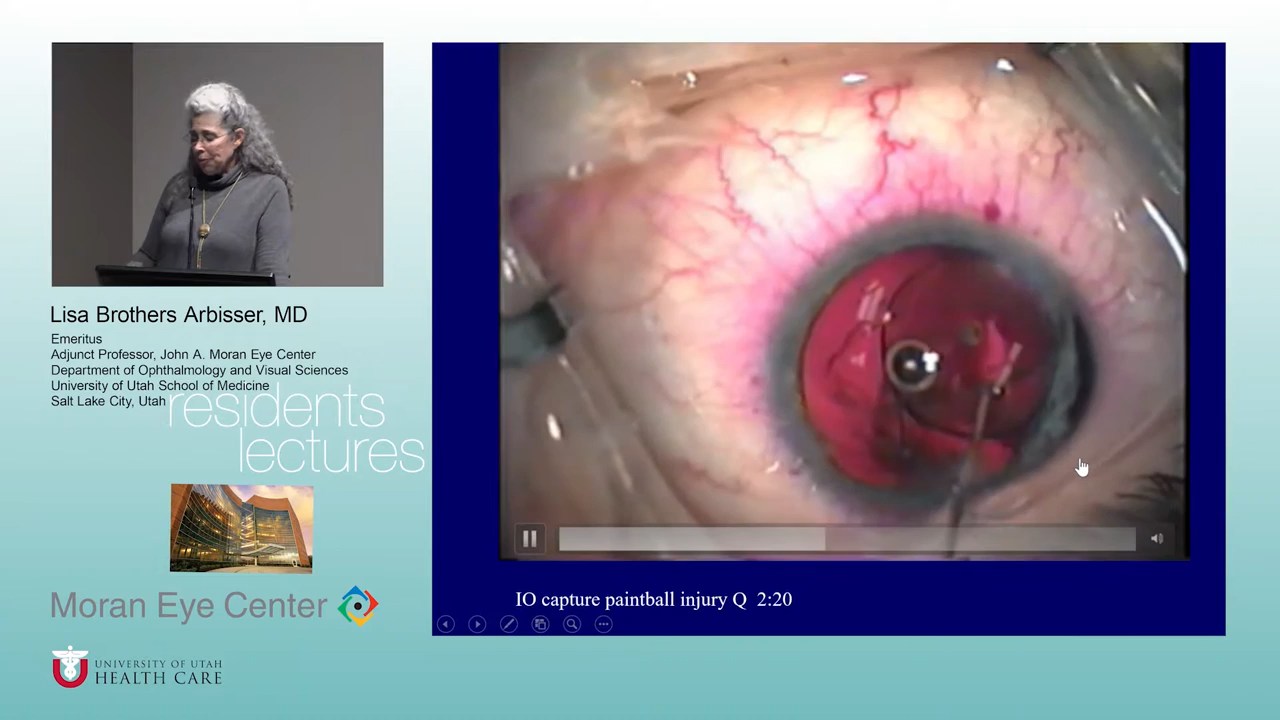 Lisa Brothers Arbisser, MD
Emeritus
Adjunct Professor, John A. Moran Eye Center
Department of Ophthalmology and Visual Sciences
University of Utah School of Medicine
Salt Lake City, Utah
residents
lectures
Moran Eye Center
UNIVERSITY OF UTAH
HEALTH CARE
IO capture paintball injury Q 2:20